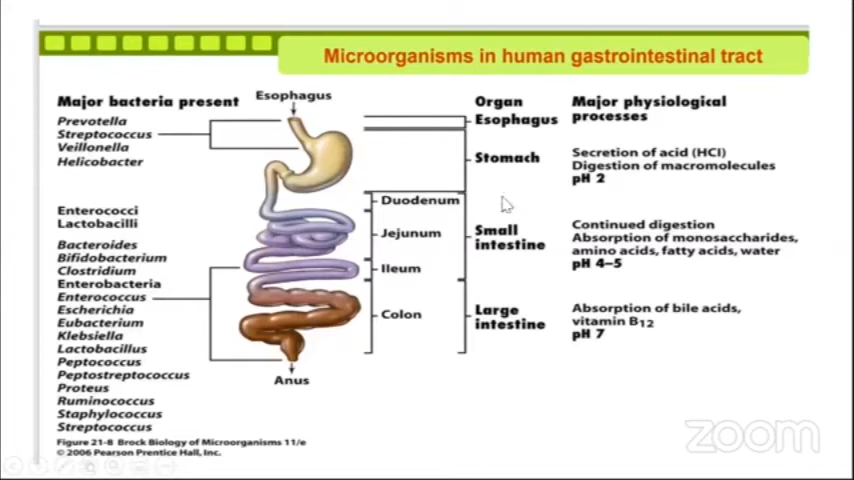 Microorganisms in human gastrointestinal tract
Major bacteria present
Prevotella
Streptococcus
Veillonella
Helicobacter
Enterococci
Lactobacilli
Bacteroides
Bifidobacterium
Clostridium
Enterobacteria
Enterococcus
Escherichia
Eubacterium
Klebsiella
Lactobacillus
Peptococcus
Peptostreptococcus
Proteus
Ruminococcus
Staphylococcus
Streptococcus
Esophagus
Duodenum
Jejunum
Ileum
Colon
Anus
Organ
Esophagus
Stomach
Small
intestine
Large
intestine
Major physiological
processes
Secretion of acid (HCl)
Digestion of macromolecules
pH 2
Continued digestion
Absorption of monosaccharides,
amino acids, fatty acids, water
pH 4–5
Absorption of bile acids,
vitamin B12
pH 7
Figure 21-8 Brock Biology of Microorganisms 11/e
© 2006 Pearson Prentice Hall, Inc.
zoom